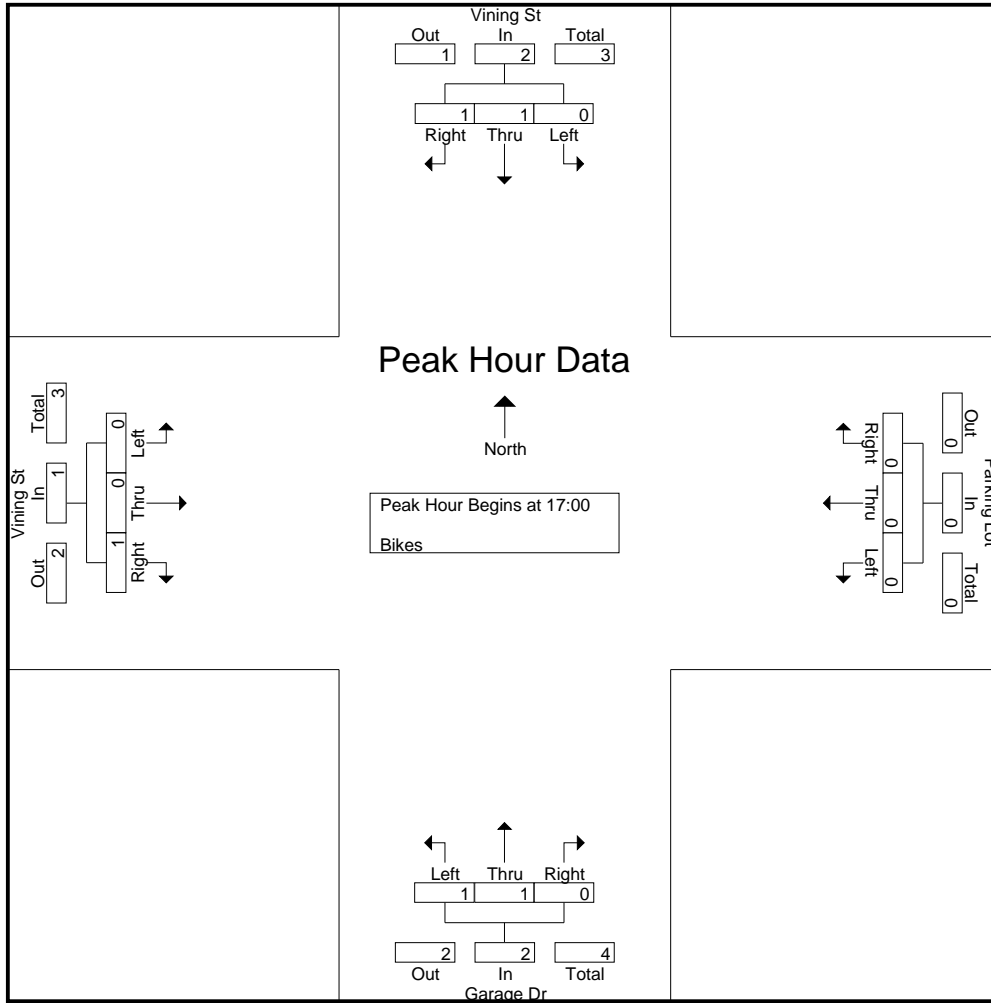 Vining St
Out In Total
1 2 3
1 1 0
Right Thru Left
Peak Hour Data
North
Peak Hour Begins at 17:00
Bikes
Vining St
Total In Out
3 1 2
0 0 1
Left Thru Right
Right Thru Left
0 0 0
Out In Total
0 0 0
Parking Lot
Left Thru Right
1 1 0
2 2 4
Out In Total
Garage Dr